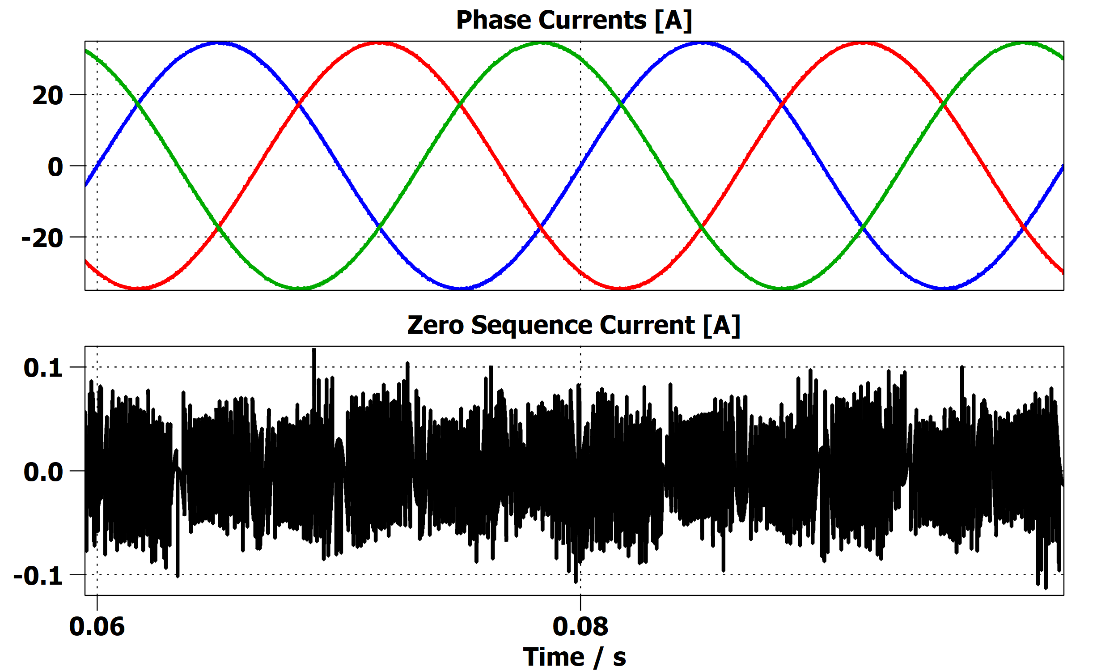 Phase Currents [A]
20
0
-20
Zero Sequence Current [A]
0.1
0.0
-0.1
0.06 0.08
Time / s